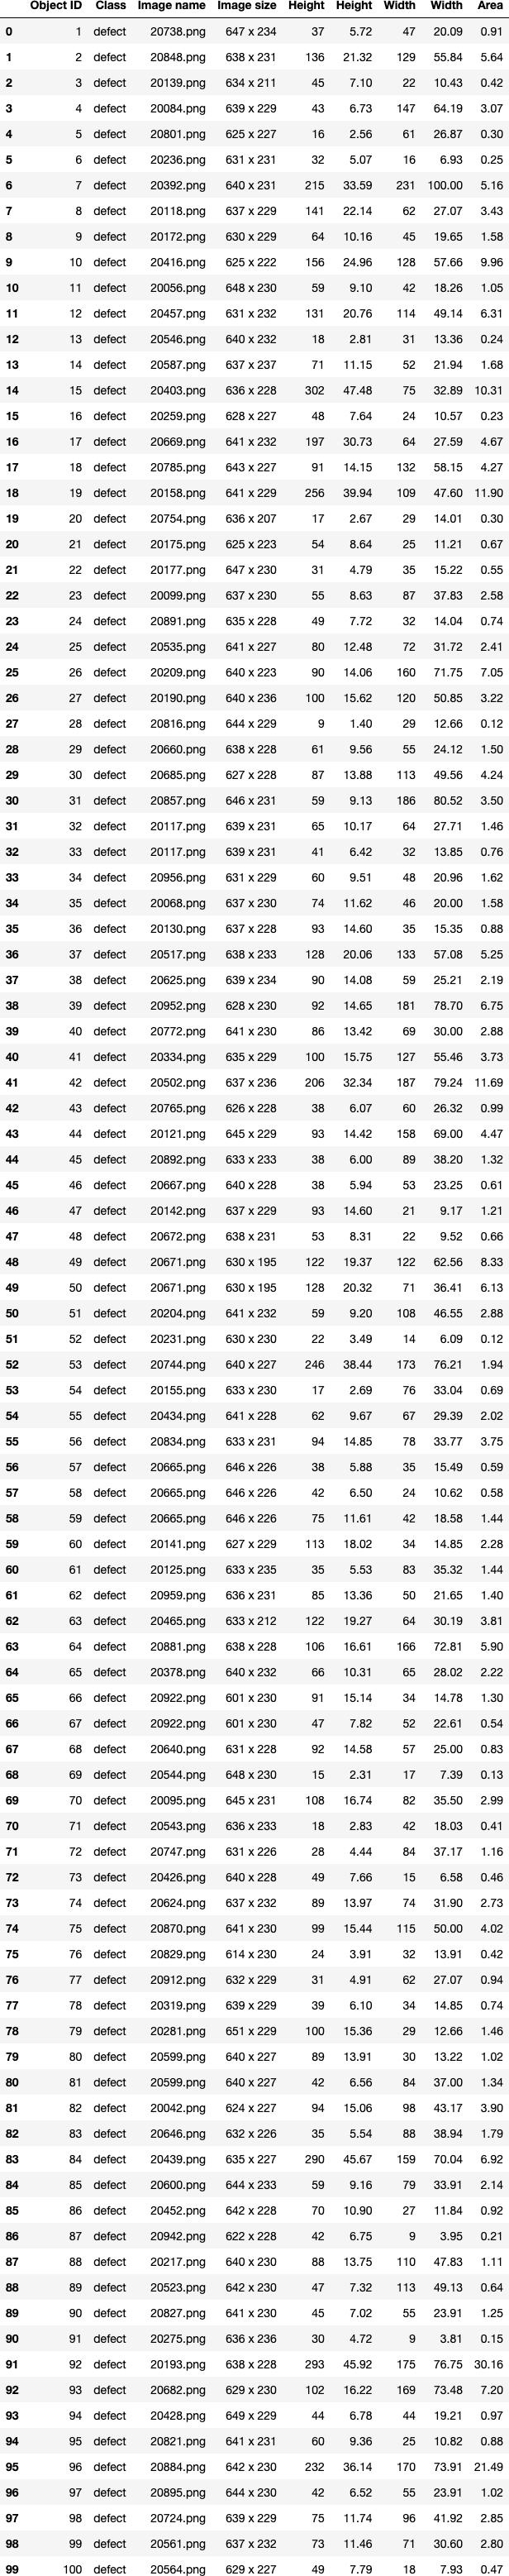 Object ID Class Image name Image size Height Height Width Width Area
0 1 defect 20738.png 647 x 234 37 5.72 47 20.09 0.91
1 2 defect 20848.png 638 x 231 136 21.32 129 55.84 5.64
2 3 defect 20139.png 634 x 211 45 7.10 22 10.43 0.42
3 4 defect 20084.png 639 x 229 43 6.73 147 64.19 3.07
4 5 defect 20801.png 625 x 227 16 2.56 61 26.87 0.30
5 6 defect 20236.png 631 x 231 32 5.07 16 6.93 0.25
6 7 defect 20392.png 640 x 231 215 33.59 231 100.00 5.16
7 8 defect 20118.png 637 x 229 141 22.14 62 27.07 3.43
8 9 defect 20172.png 630 x 229 64 10.16 45 19.65 1.58
9 10 defect 20416.png 625 x 222 156 24.96 128 57.66 9.96
10 11 defect 20056.png 648 x 230 59 9.10 42 18.26 1.05
11 12 defect 20457.png 631 x 232 131 20.76 114 49.14 6.31
12 13 defect 20546.png 640 x 232 18 2.81 31 13.36 0.24
13 14 defect 20587.png 637 x 237 71 11.15 52 21.94 1.68
14 15 defect 20403.png 636 x 228 302 47.48 75 32.89 10.31
15 16 defect 20259.png 628 x 227 48 7.64 24 10.57 0.23
16 17 defect 20669.png 641 x 232 197 30.73 64 27.59 4.67
17 18 defect 20785.png 643 x 227 91 14.15 132 58.15 4.27
18 19 defect 20158.png 641 x 229 256 39.94 109 47.60 11.90
19 20 defect 20754.png 636 x 207 17 2.67 29 14.01 0.30
20 21 defect 20175.png 625 x 223 54 8.64 25 11.21 0.67
21 22 defect 20177.png 647 x 230 31 4.79 35 15.22 0.55
22 23 defect 20099.png 637 x 230 55 8.63 87 37.83 2.58
23 24 defect 20891.png 635 x 228 49 7.72 32 14.04 0.74
24 25 defect 20535.png 641 x 227 80 12.48 72 31.72 2.41
25 26 defect 20209.png 640 x 223 90 14.06 160 71.75 7.05
26 27 defect 20190.png 640 x 236 100 15.62 120 50.85 3.22
27 28 defect 20816.png 644 x 229 9 1.40 29 12.66 0.12
28 29 defect 20660.png 638 x 228 61 9.56 55 24.12 1.50
29 30 defect 20685.png 627 x 228 87 13.88 113 49.56 4.24
30 31 defect 20857.png 646 x 231 59 9.13 186 80.52 3.50
31 32 defect 20117.png 639 x 231 65 10.17 64 27.71 1.46
32 33 defect 20117.png 639 x 231 41 6.42 32 13.85 0.76
33 34 defect 20956.png 631 x 229 60 9.51 48 20.96 1.62
34 35 defect 20068.png 637 x 230 74 11.62 46 20.00 1.58
35 36 defect 20130.png 637 x 228 93 14.60 35 15.35 0.88
36 37 defect 20517.png 638 x 233 128 20.06 133 57.08 5.25
37 38 defect 20625.png 639 x 234 90 14.08 59 25.21 2.19
38 39 defect 20952.png 628 x 230 92 14.65 181 78.70 6.75
39 40 defect 20772.png 641 x 230 86 13.42 69 30.00 2.88
40 41 defect 20334.png 635 x 229 100 15.75 127 55.46 3.73
41 42 defect 20502.png 637 x 236 206 32.34 187 79.24 11.69
42 43 defect 20765.png 626 x 228 38 6.07 60 26.32 0.99
43 44 defect 20121.png 645 x 229 93 14.42 158 69.00 4.47
44 45 defect 20892.png 633 x 233 38 6.00 89 38.20 1.32
45 46 defect 20667.png 640 x 228 38 5.94 53 23.25 0.61
46 47 defect 20142.png 637 x 229 93 14.60 21 9.17 1.21
47 48 defect 20672.png 638 x 231 53 8.31 22 9.52 0.66
48 49 defect 20671.png 630 x 195 122 19.37 122 62.56 8.33
49 50 defect 20671.png 630 x 195 128 20.32 71 36.41 6.13
50 51 defect 20204.png 641 x 232 59 9.20 108 46.55 2.88
51 52 defect 20231.png 630 x 230 22 3.49 14 6.09 0.12
52 53 defect 20744.png 640 x 227 246 38.44 173 76.21 1.94
53 54 defect 20155.png 633 x 230 17 2.69 76 33.04 0.69
54 55 defect 20434.png 641 x 228 62 9.67 67 29.39 2.02
55 56 defect 20834.png 633 x 231 94 14.85 78 33.77 3.75
56 57 defect 20665.png 646 x 226 38 5.88 35 15.49 0.59
57 58 defect 20665.png 646 x 226 42 6.50 24 10.62 0.58
58 59 defect 20665.png 646 x 226 75 11.61 42 18.58 1.44
59 60 defect 20141.png 627 x 229 113 18.02 34 14.85 2.28
60 61 defect 20125.png 633 x 235 35 5.53 83 35.32 1.44
61 62 defect 20959.png 636 x 231 85 13.36 50 21.65 1.40
62 63 defect 20465.png 633 x 212 122 19.27 64 30.19 3.81
63 64 defect 20881.png 638 x 228 106 16.61 166 72.81 5.90
64 65 defect 20378.png 640 x 232 66 10.31 65 28.02 2.22
65 66 defect 20922.png 601 x 230 91 15.14 34 14.78 1.30
66 67 defect 20922.png 601 x 230 47 7.82 52 22.61 0.54
67 68 defect 20640.png 631 x 228 92 14.58 57 25.00 0.83
68 69 defect 20544.png 648 x 230 15 2.31 17 7.39 0.13
69 70 defect 20095.png 645 x 231 108 16.74 82 35.50 2.99
70 71 defect 20543.png 636 x 233 18 2.83 42 18.03 0.41
71 72 defect 20747.png 631 x 226 28 4.44 84 37.17 1.16
72 73 defect 20426.png 640 x 228 49 7.66 15 6.58 0.46
73 74 defect 20624.png 637 x 232 89 13.97 74 31.90 2.73
74 75 defect 20870.png 641 x 230 99 15.44 115 50.00 4.02
75 76 defect 20829.png 614 x 230 24 3.91 32 13.91 0.42
76 77 defect 20912.png 632 x 229 31 4.91 62 27.07 0.94
77 78 defect 20319.png 639 x 229 39 6.10 34 14.85 0.74
78 79 defect 20281.png 651 x 229 100 15.36 29 12.66 1.46
79 80 defect 20599.png 640 x 227 89 13.91 30 13.22 1.02
80 81 defect 20599.png 640 x 227 42 6.56 84 37.00 1.34
81 82 defect 20042.png 624 x 227 94 15.06 98 43.17 3.90
82 83 defect 20646.png 632 x 226 35 5.54 88 38.94 1.79
83 84 defect 20439.png 635 x 227 290 45.67 159 70.04 6.92
84 85 defect 20600.png 644 x 233 59 9.16 79 33.91 2.14
85 86 defect 20452.png 642 x 228 70 10.90 27 11.84 0.92
86 87 defect 20942.png 622 x 228 42 6.75 9 3.95 0.21
87 88 defect 20217.png 640 x 230 88 13.75 110 47.83 1.11
88 89 defect 20523.png 642 x 230 47 7.32 113 49.13 0.64
89 90 defect 20827.png 641 x 230 45 7.02 55 23.91 1.25
90 91 defect 20275.png 636 x 236 30 4.72 9 3.81 0.15
91 92 defect 20193.png 638 x 228 293 45.92 175 76.75 30.16
92 93 defect 20682.png 629 x 230 102 16.22 169 73.48 7.20
93 94 defect 20428.png 649 x 229 44 6.78 44 19.21 0.97
94 95 defect 20821.png 641 x 231 60 9.36 25 10.82 0.88
95 96 defect 20884.png 642 x 230 232 36.14 170 73.91 21.49
96 97 defect 20895.png 644 x 230 42 6.52 55 23.91 1.02
97 98 defect 20724.png 639 x 229 75 11.74 96 41.92 2.85
98 99 defect 20561.png 637 x 232 73 11.46 71 30.60 2.80
99 100 defect 20564.png 629 x 227 49 7.79 18 7.93 0.47